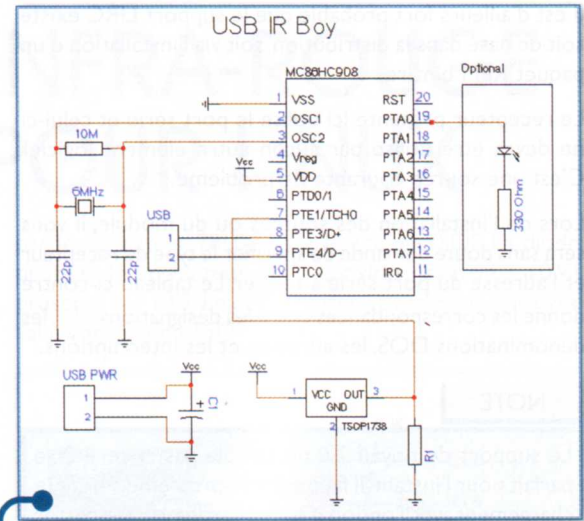 USB IR Boy
MC86HC908
Optional
1 VSS RST 20
2 OSC1 PTA0 19
3 OSC2 PTA1 18
4 Vreg PTA2 17
5 VDD PTA3 16
6 PTD0/1 PTA4 15
7 PTE1/TCH0 PTA5 14
8 PTE3/D+ PTA6 13
9 PTE4/D- PTA7 12
10 PTC0 IRQ 11
10M
6MHz
22p
22p
Vcc
USB
1
2
330 Ohm
USB PWR
1
2
Vcc
+
C1
Vcc
1 VCC OUT 3
GND
2 TSOP1738
R1
NOTE